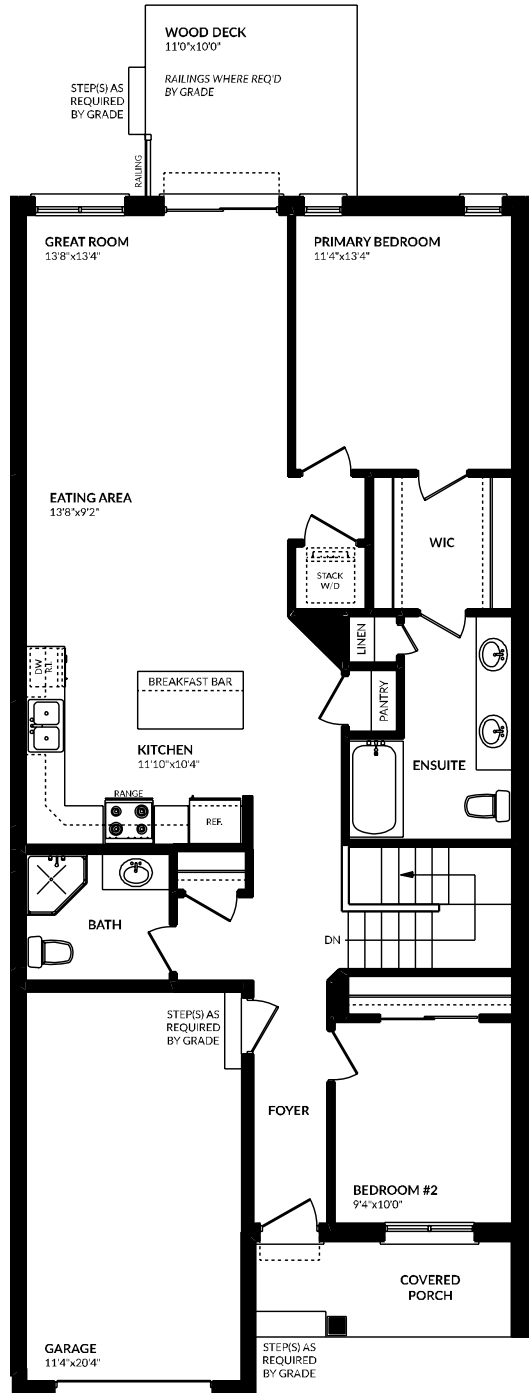 WOOD DECK
11'0"x10'0"
RAILINGS WHERE REQ'D
BY GRADE
STEP(S) AS
REQUIRED
BY GRADE
RAILING
GREAT ROOM
13'8"x13'4"
PRIMARY BEDROOM
11'4"x13'4"
EATING AREA
13'8"x9'2"
WIC
STACK
W/D
LINEN
DW
R.I.
BREAKFAST BAR
PANTRY
KITCHEN
11'10"x10'4"
ENSUITE
RANGE
REF.
BATH
DN
STEP(S) AS
REQUIRED
BY GRADE
FOYER
BEDROOM #2
9'4"x10'0"
COVERED
PORCH
GARAGE
11'4"x20'4"
STEP(S) AS
REQUIRED
BY GRADE